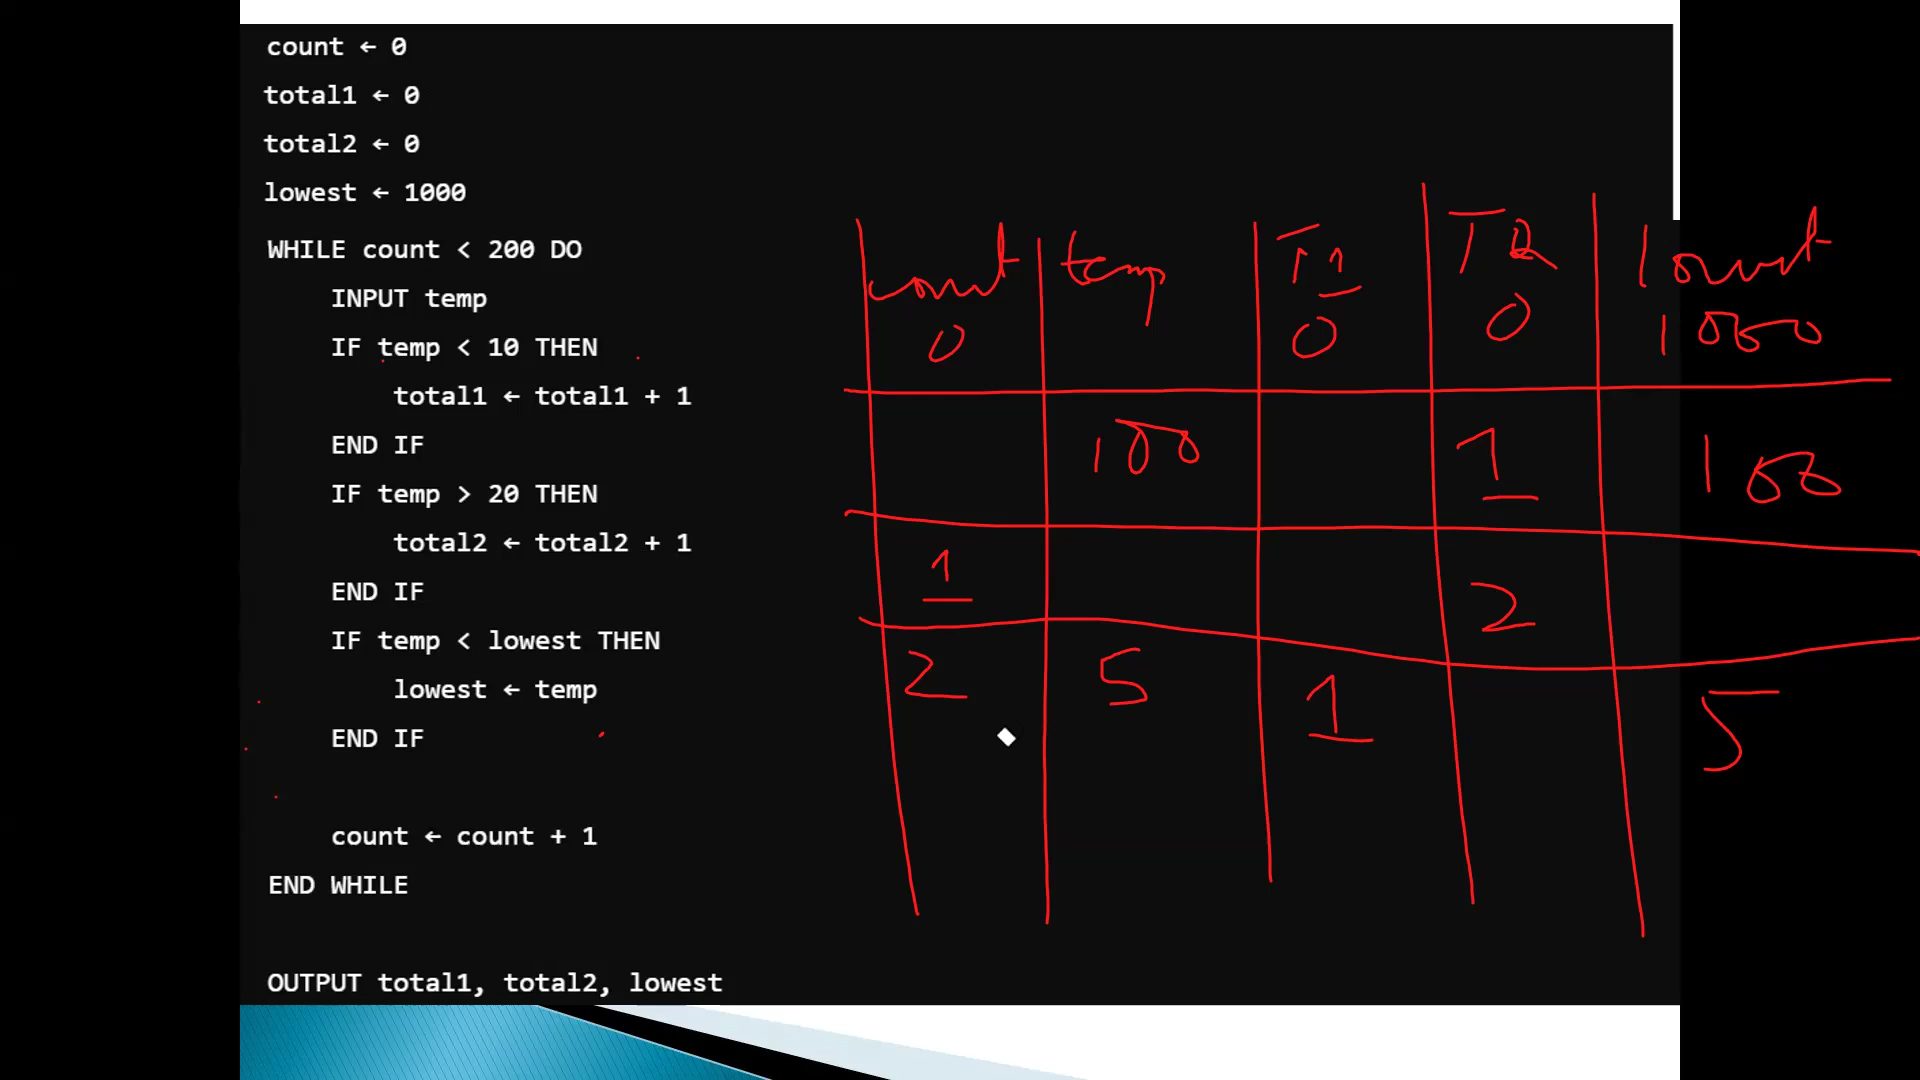 count ← 0
total1 ← 0
total2 ← 0
lowest ← 1000
WHILE count < 200 DO
INPUT temp
IF temp < 10 THEN
total1 ← total1 + 1
END IF
IF temp > 20 THEN
total2 ← total2 + 1
END IF
IF temp < lowest THEN
lowest ← temp
END IF
count ← count + 1
END WHILE
OUTPUT total1, total2, lowest
count temp T1 T2 lowest
0 0 0 1000
100 1 100
1 2
2 5 1 5